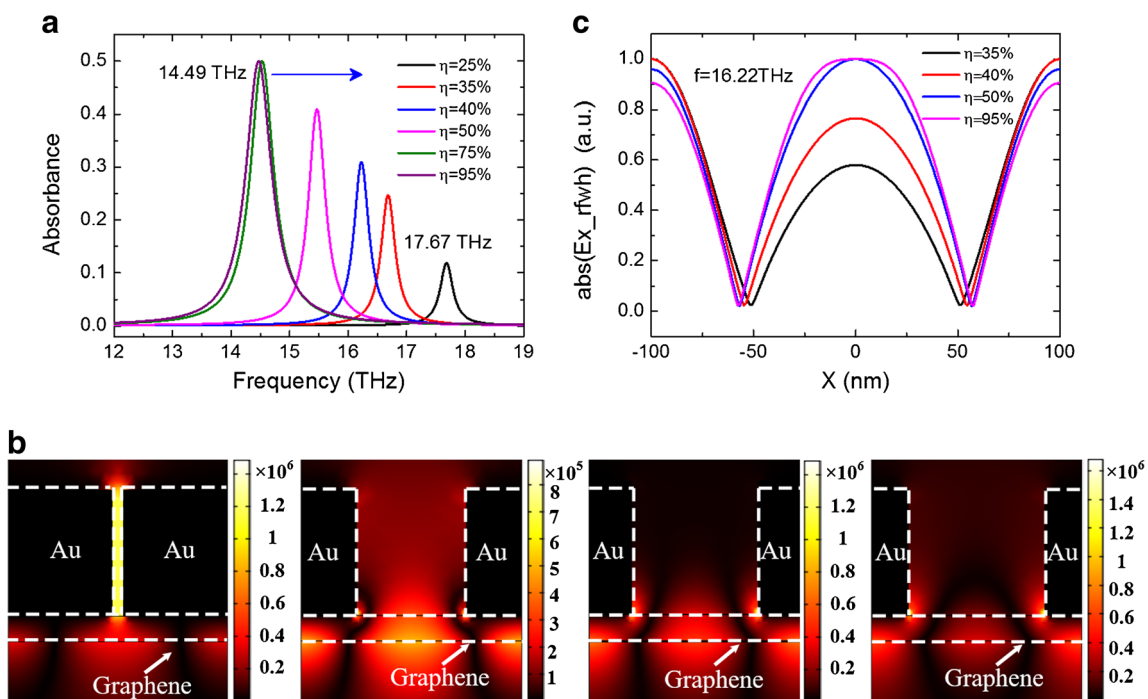 a
0.5
0.4
0.3
0.2
0.1
0.0
Absorbance
14.49 THz
17.67 THz
η=25%
η=35%
η=40%
η=50%
η=75%
η=95%
12 13 14 15 16 17 18 19
Frequency (THz)
c
1.0
0.8
0.6
0.4
0.2
0.0
abs(Ex_rfwh) (a.u.)
f=16.22THz
η=35%
η=40%
η=50%
η=95%
-100 -50 0 50 100
X (nm)
b
Au Au
Graphene
×10⁶
1.2
1
0.8
0.6
0.4
0.2
Au Au
Graphene
×10⁵
8
7
6
5
4
3
2
1
Au Au
Graphene
×10⁶
1.2
1
0.8
0.6
0.4
0.2
Au Au
Graphene
×10⁶
1.4
1.2
1
0.8
0.6
0.4
0.2